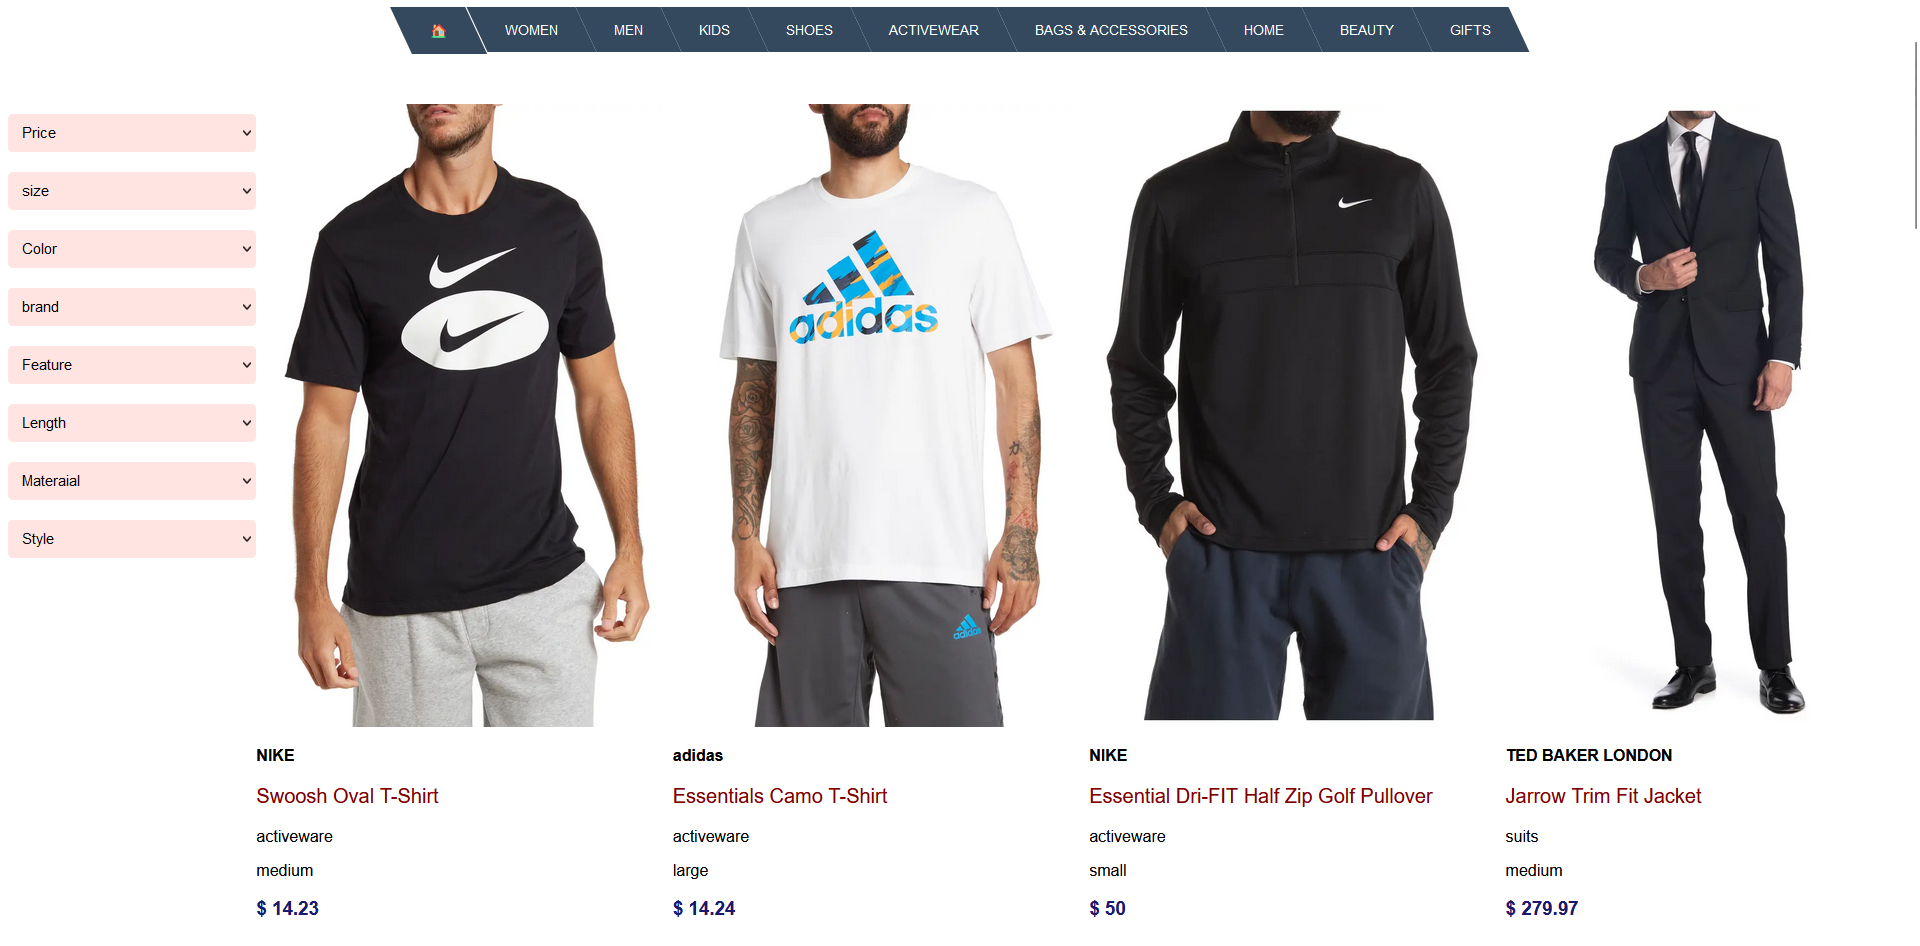 WOMEN MEN KIDS SHOES ACTIVEWEAR BAGS & ACCESSORIES HOME BEAUTY GIFTS
Price
size
Color
brand
Feature
Length
Materaial
Style
adidas
adidas
NIKE
Swoosh Oval T-Shirt
activeware
medium
$ 14.23
adidas
Essentials Camo T-Shirt
activeware
large
$ 14.24
NIKE
Essential Dri-FIT Half Zip Golf Pullover
activeware
small
$ 50
TED BAKER LONDON
Jarrow Trim Fit Jacket
suits
medium
$ 279.97